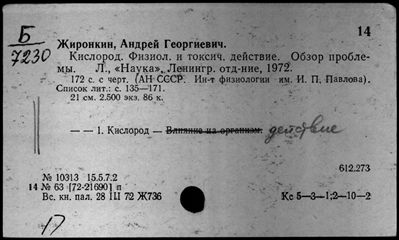 Б
7230
14
Жиронкин, Андрей Георгиевич.
Кислород. Физиол. и токсич. действие. Обзор пробле-
мы. Л., «Наука», Ленингр. отд-ние, 1972.
172 с. с черт. (АН СССР. Ин-т физиологии им. И. П. Павлова).
Список лит.: с. 135—171.
21 см. 2.500 экз. 86 к.
— — 1. Кислород — Влияние на организм. действие
612.273
№ 10313 15.5.7.2
14 № 63 [72-21690] п
Вс. кн. пал. 28 III 72 Ж736
Кс 5—3—1;2—10—2